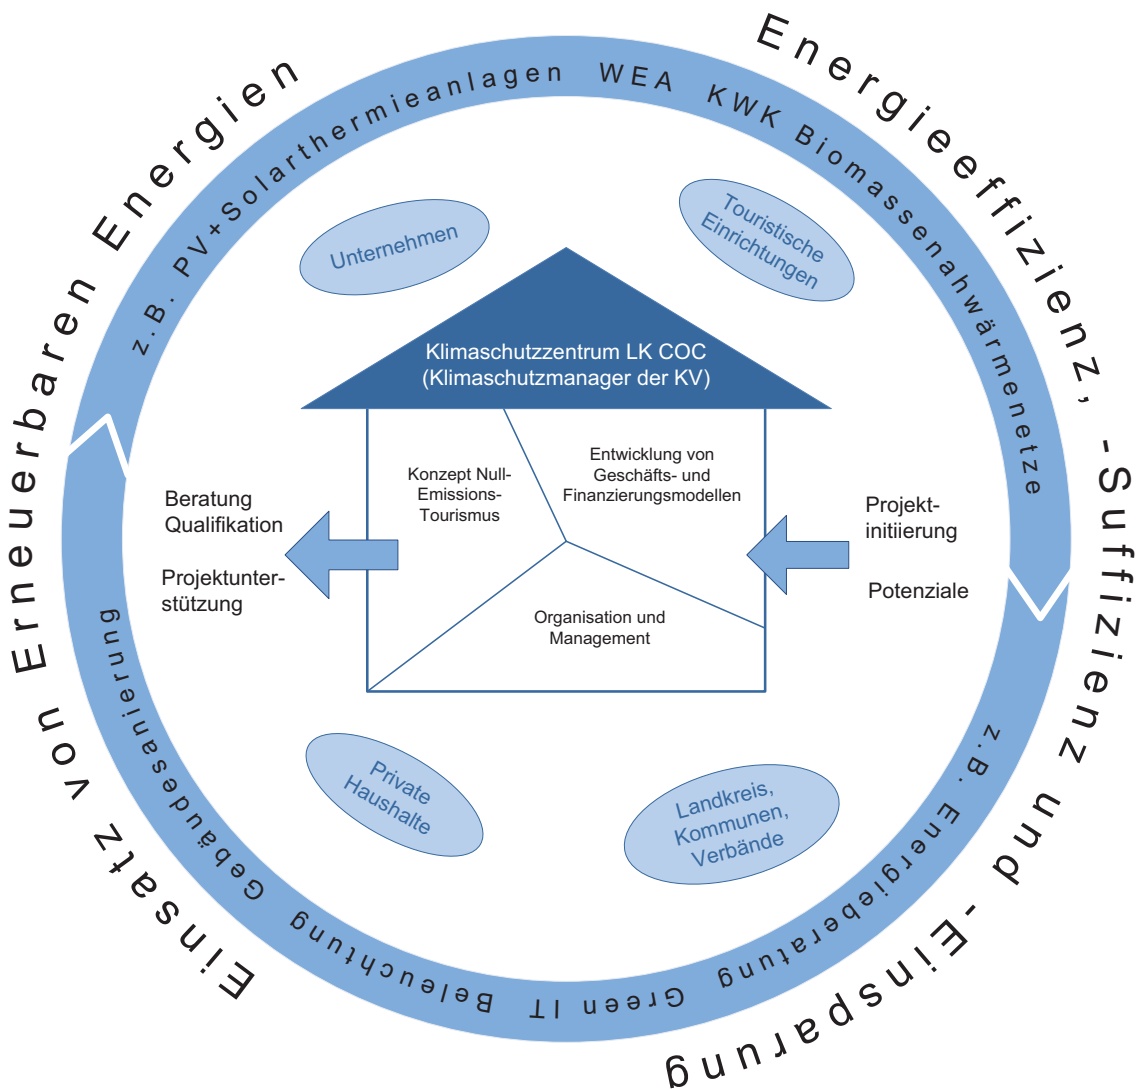 Einsatz von Erneuerbaren Energien
Energieeffizienz, -Suffizienz und -Einsparung
z.B. PV+Solarthermieanlagen WEA KWK Biomassenahwärmenetze
z.B. Energieberatung Green IT Beleuchtung Gebäudesanierung
Unternehmen
Touristische
Einrichtungen
Klimaschutzzentrum LK COC
(Klimaschutzmanager der KV)
Konzept Null-
Emissions-
Tourismus
Entwicklung von
Geschäfts- und
Finanzierungsmodellen
Organisation und
Management
Beratung
Qualifikation
Projektunter-
stützung
Projekt-
initiierung
Potenziale
Private
Haushalte
Landkreis,
Kommunen,
Verbände